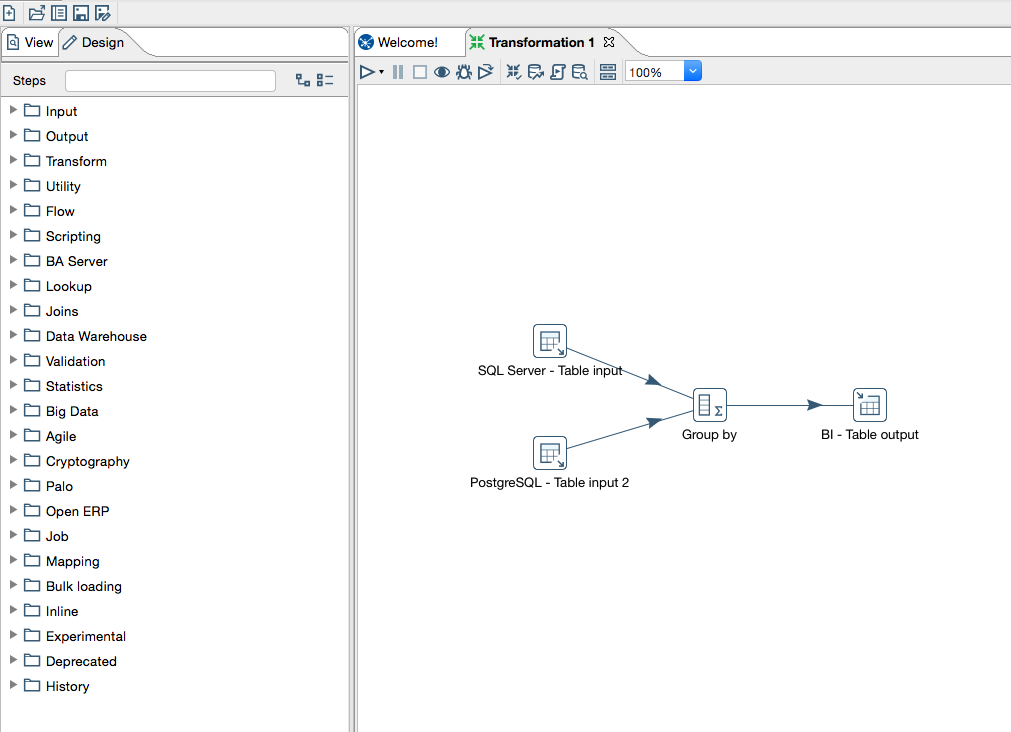 View
Design
Steps
Input
Output
Transform
Utility
Flow
Scripting
BA Server
Lookup
Joins
Data Warehouse
Validation
Statistics
Big Data
Agile
Cryptography
Palo
Open ERP
Job
Mapping
Bulk loading
Inline
Experimental
Deprecated
History
Welcome!
Transformation 1
100%
SQL Server - Table input
PostgreSQL - Table input 2
Group by
BI - Table output